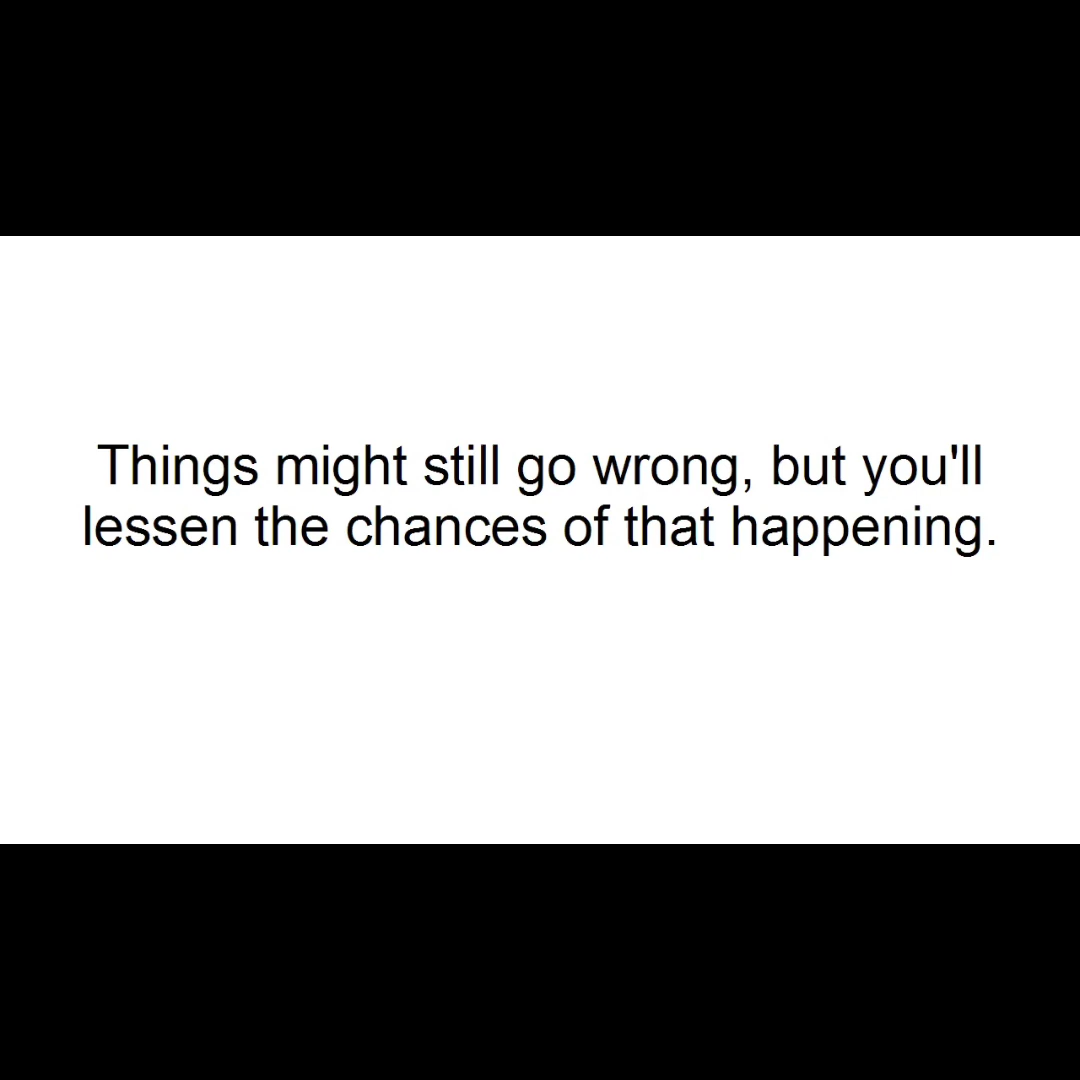 Things might still go wrong, but you'll
lessen the chances of that happening.